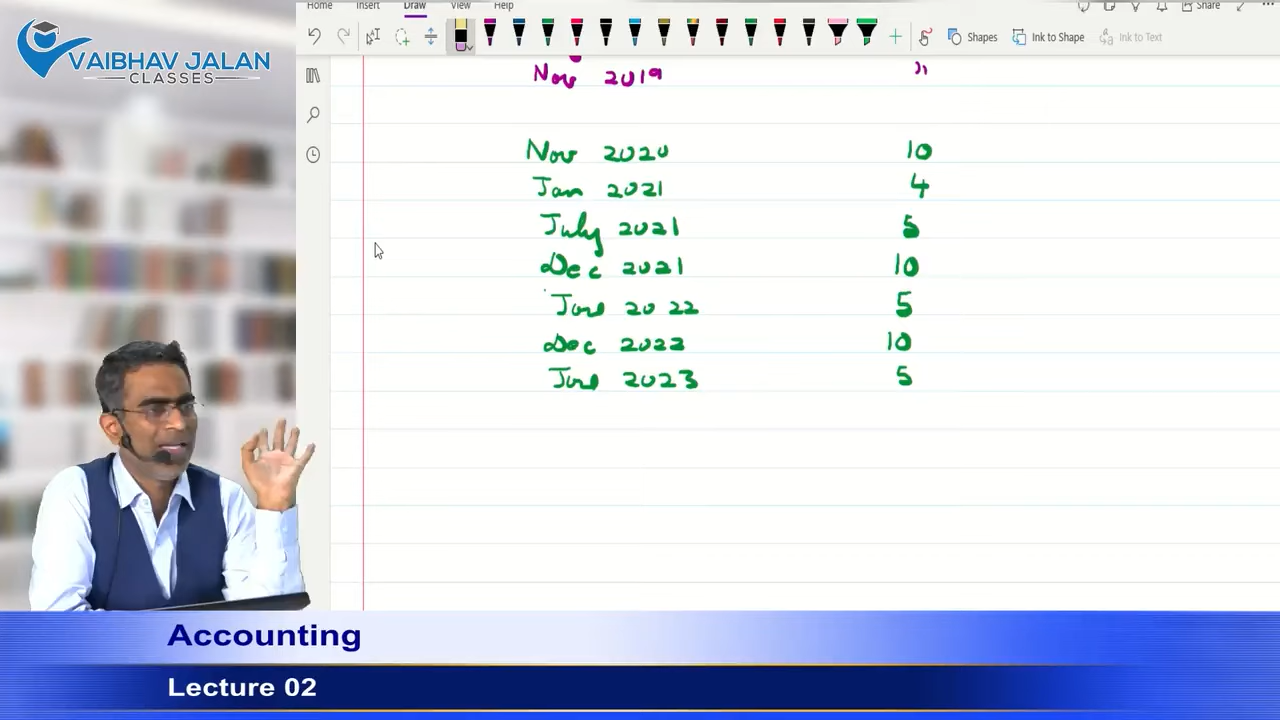 VAIBHAV JALAN
CLASSES
Home Insert Draw View Help
Share
Shapes Ink to Shape Ink to Text
Nov 2019 "
Nov 2020 10
Jan 2021 4
July 2021 5
Dec 2021 10
June 2022 5
Dec 2022 10
June 2023 5
Accounting
Lecture 02